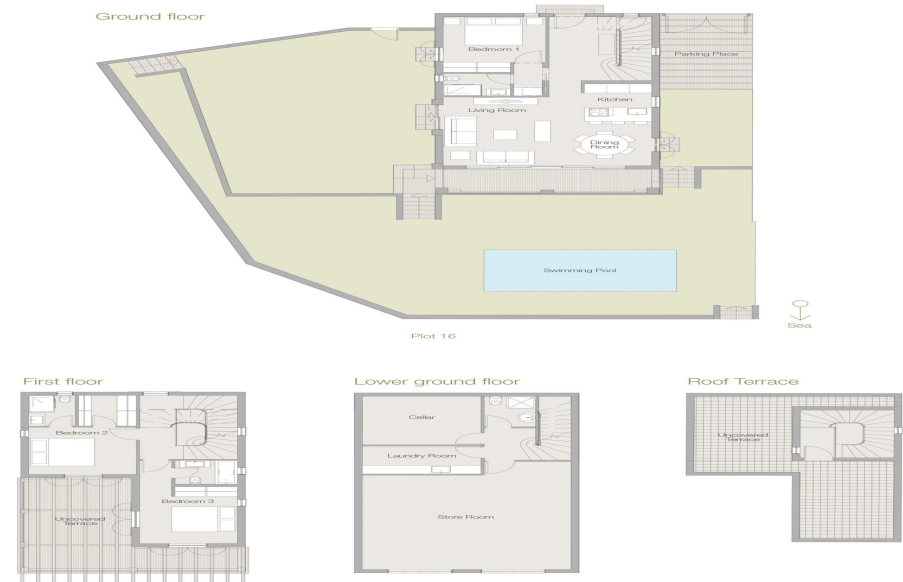 Ground floor
Bedroom 1
Parking Place
Kitchen
Living Room
Dining
Room
Swimming Pool
Sea
Plot 16
First floor
Lower ground floor
Roof Terrace
Bedroom 2
Bedroom 3
Uncovered
Terrace
Cellar
Laundry Room
Store Room
Uncovered
Terrace